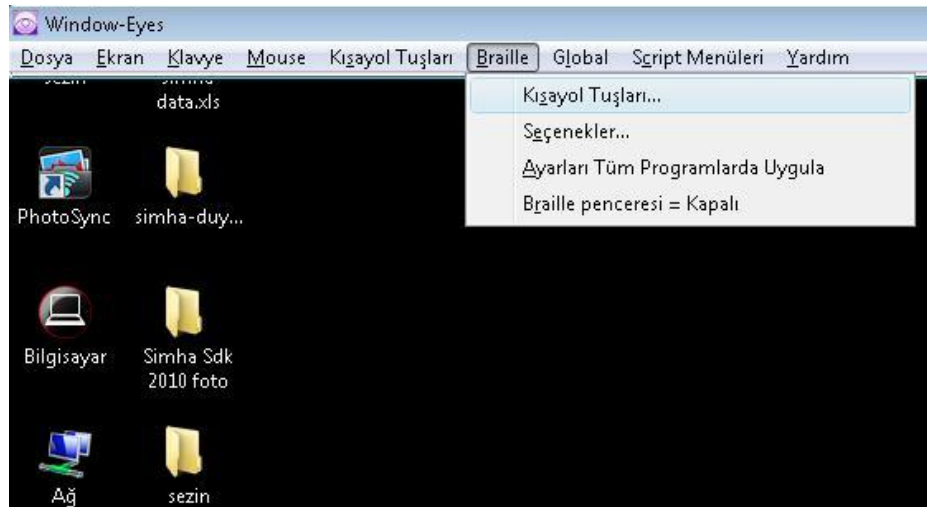 Window-Eyes
Dosya Ekran Klavye Mouse Kısayol Tuşları Braille Global Script Menüleri Yardım
Kısayol Tuşları...
Seçenekler...
Ayarları Tüm Programlarda Uygula
Braille penceresi = Kapalı
data.xls
PhotoSync simha-duy...
Bilgisayar Simha Sdk
2010 foto
Ağ sezin